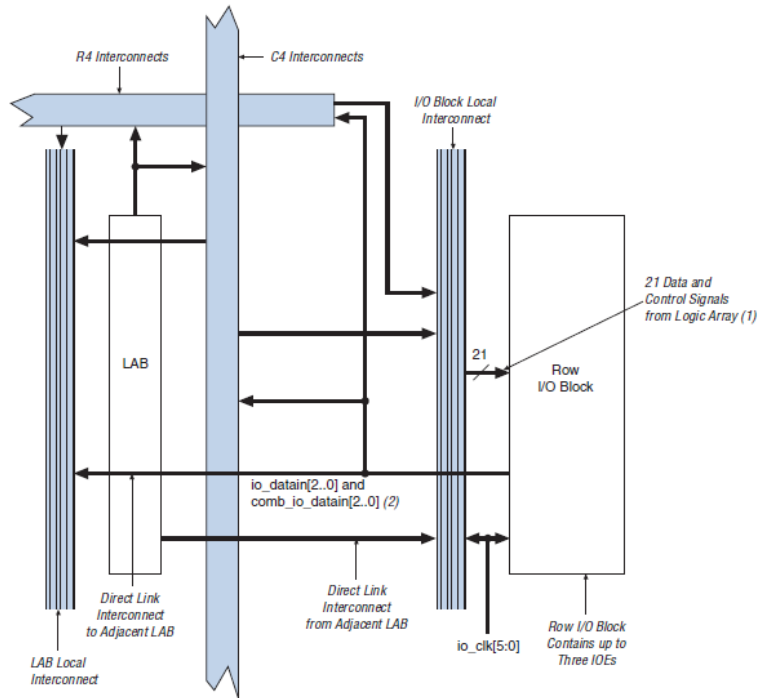 R4 Interconnects
C4 Interconnects
I/O Block Local
Interconnect
21 Data and
Control Signals
from Logic Array (1)
21
LAB
Row
I/O Block
io_datain[2..0] and
comb_io_datain[2..0] (2)
Direct Link
Interconnect
to Adjacent LAB
Direct Link
Interconnect
from Adjacent LAB
Row I/O Block
Contains up to
Three IOEs
io_clk[5:0]
LAB Local
Interconnect